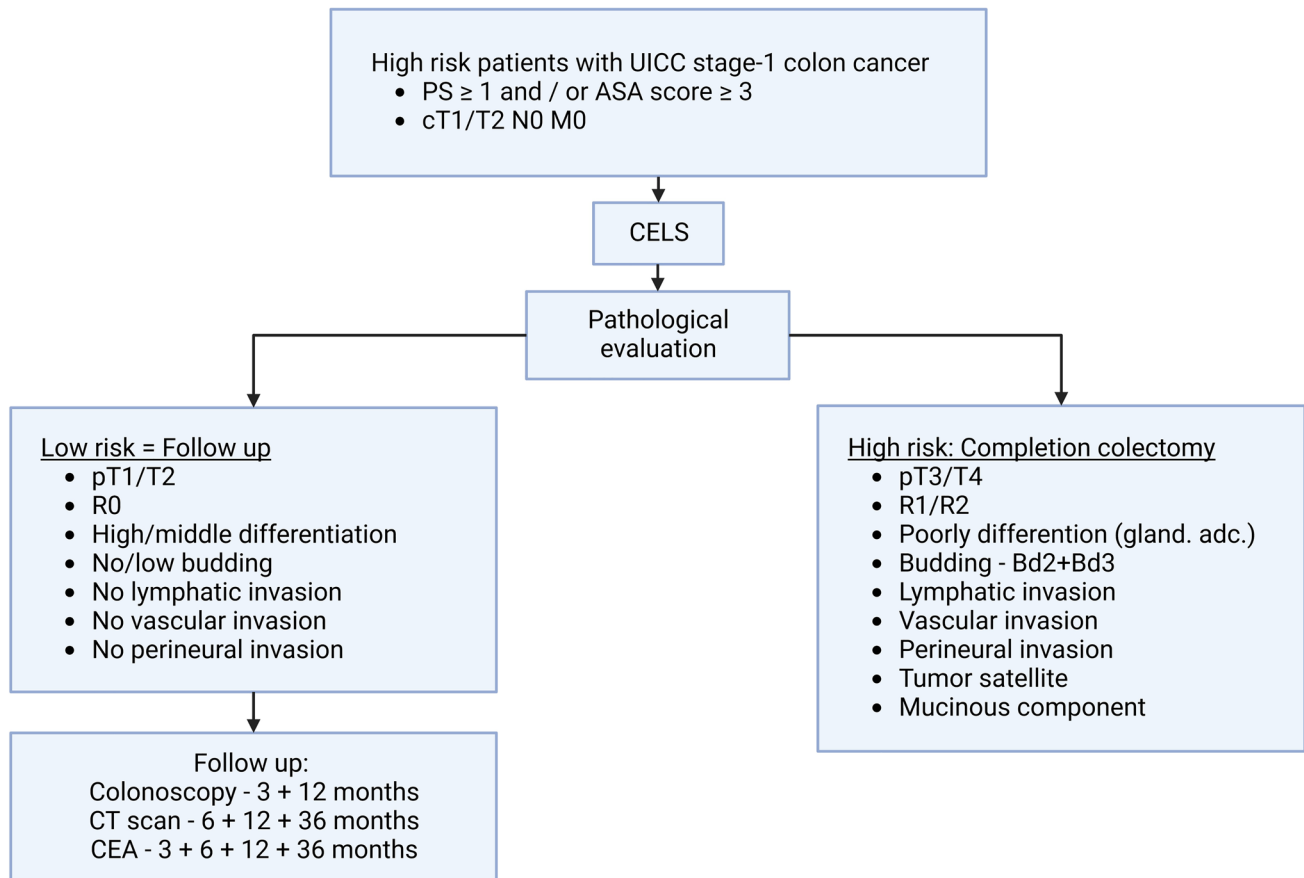 High risk patients with UICC stage-1 colon cancer
• PS ≥ 1 and / or ASA score ≥ 3
• cT1/T2 N0 M0
CELS
Pathological
evaluation
Low risk = Follow up
• pT1/T2
• R0
• High/middle differentiation
• No/low budding
• No lymphatic invasion
• No vascular invasion
• No perineural invasion
High risk: Completion colectomy
• pT3/T4
• R1/R2
• Poorly differention (gland. adc.)
• Budding - Bd2+Bd3
• Lymphatic invasion
• Vascular invasion
• Perineural invasion
• Tumor satellite
• Mucinous component
Follow up:
Colonoscopy - 3 + 12 months
CT scan - 6 + 12 + 36 months
CEA - 3 + 6 + 12 + 36 months